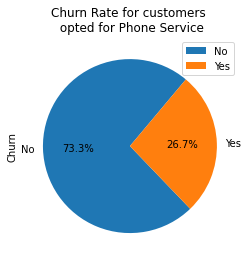 Churn Rate for customers
opted for Phone Service
No
Yes
Churn
No
73.3%
26.7%
Yes